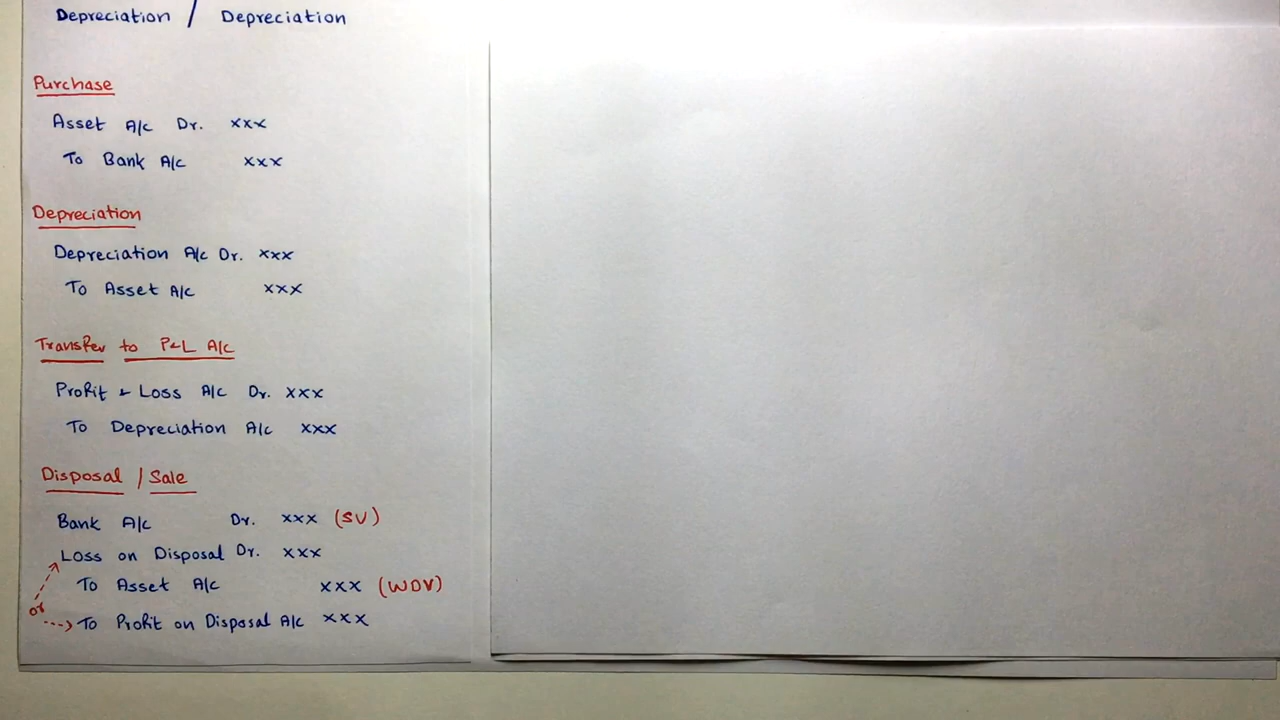 Depreciation / Depreciation
Purchase
Asset A/c Dr. xxx
To Bank A/c xxx
Depreciation
Depreciation A/c Dr. xxx
To Asset A/c xxx
Transfer to P&L A/c
Profit & Loss A/c Dr. xxx
To Depreciation A/c xxx
Disposal / Sale
Bank A/c Dr. xxx (SV)
Loss on Disposal Dr. xxx
To Asset A/c xxx (WDV)
or
To Profit on Disposal A/c xxx